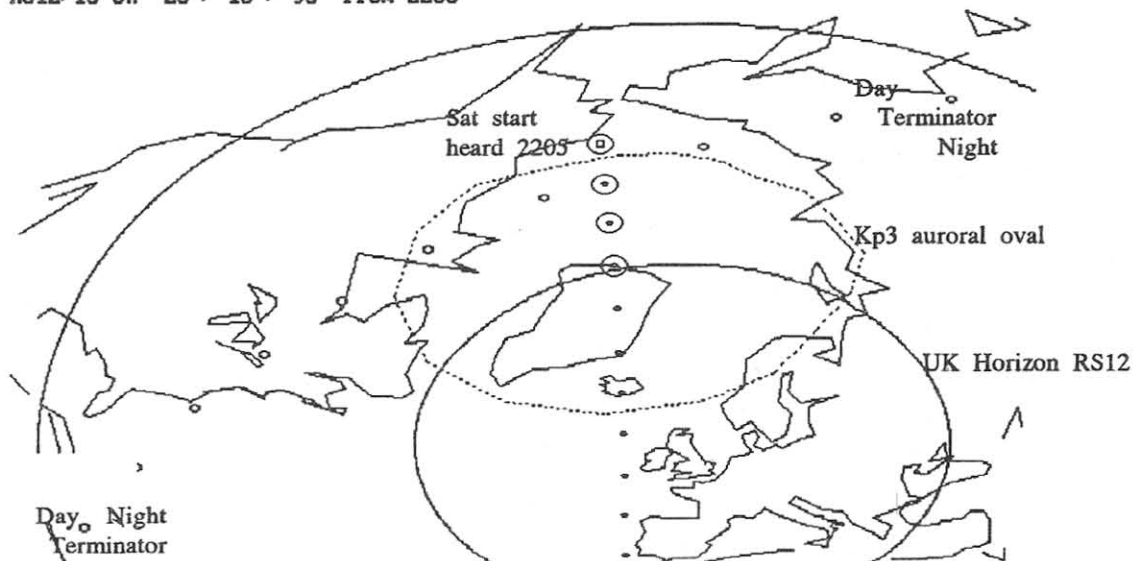 Sat start
heard 2205
Day
Terminator
Night
Kp3 auroral oval
UK Horizon RS12
Day Night
Terminator